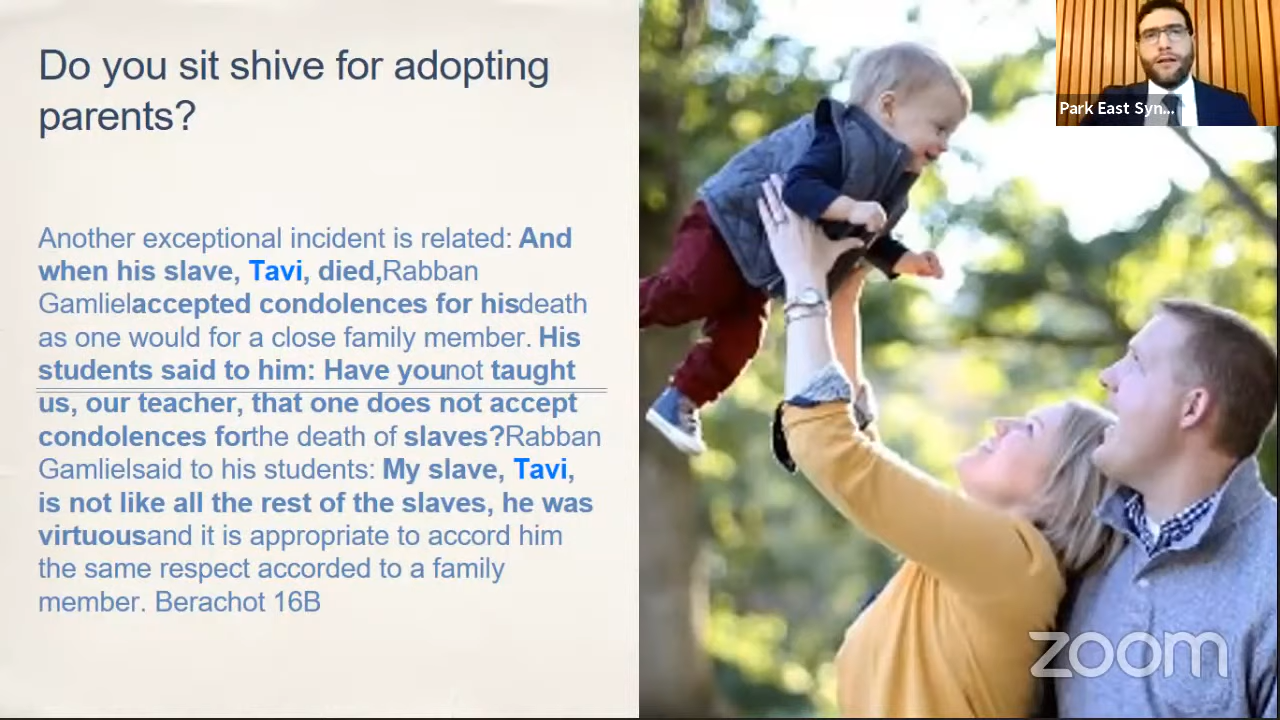 Do you sit shive for adopting
parents?
Another exceptional incident is related: And
when his slave, Tavi, died,Rabban
Gamlielaccepted condolences for hisdeath
as one would for a close family member. His
students said to him: Have younot taught
us, our teacher, that one does not accept
condolences forthe death of slaves?Rabban
Gamlielsaid to his students: My slave, Tavi,
is not like all the rest of the slaves, he was
virtuousand it is appropriate to accord him
the same respect accorded to a family
member. Berachot 16B
Park East Syn...
zoom